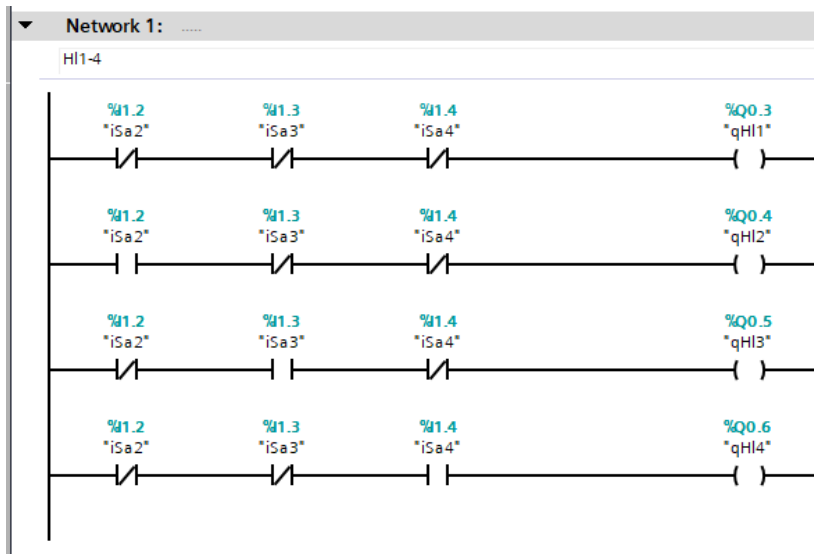 Network 1: .....
Hl1-4
%I1.2 %I1.3 %I1.4 %Q0.3
"iSa2" "iSa3" "iSa4" "qHl1"
%I1.2 %I1.3 %I1.4 %Q0.4
"iSa2" "iSa3" "iSa4" "qHl2"
%I1.2 %I1.3 %I1.4 %Q0.5
"iSa2" "iSa3" "iSa4" "qHl3"
%I1.2 %I1.3 %I1.4 %Q0.6
"iSa2" "iSa3" "iSa4" "qHl4"